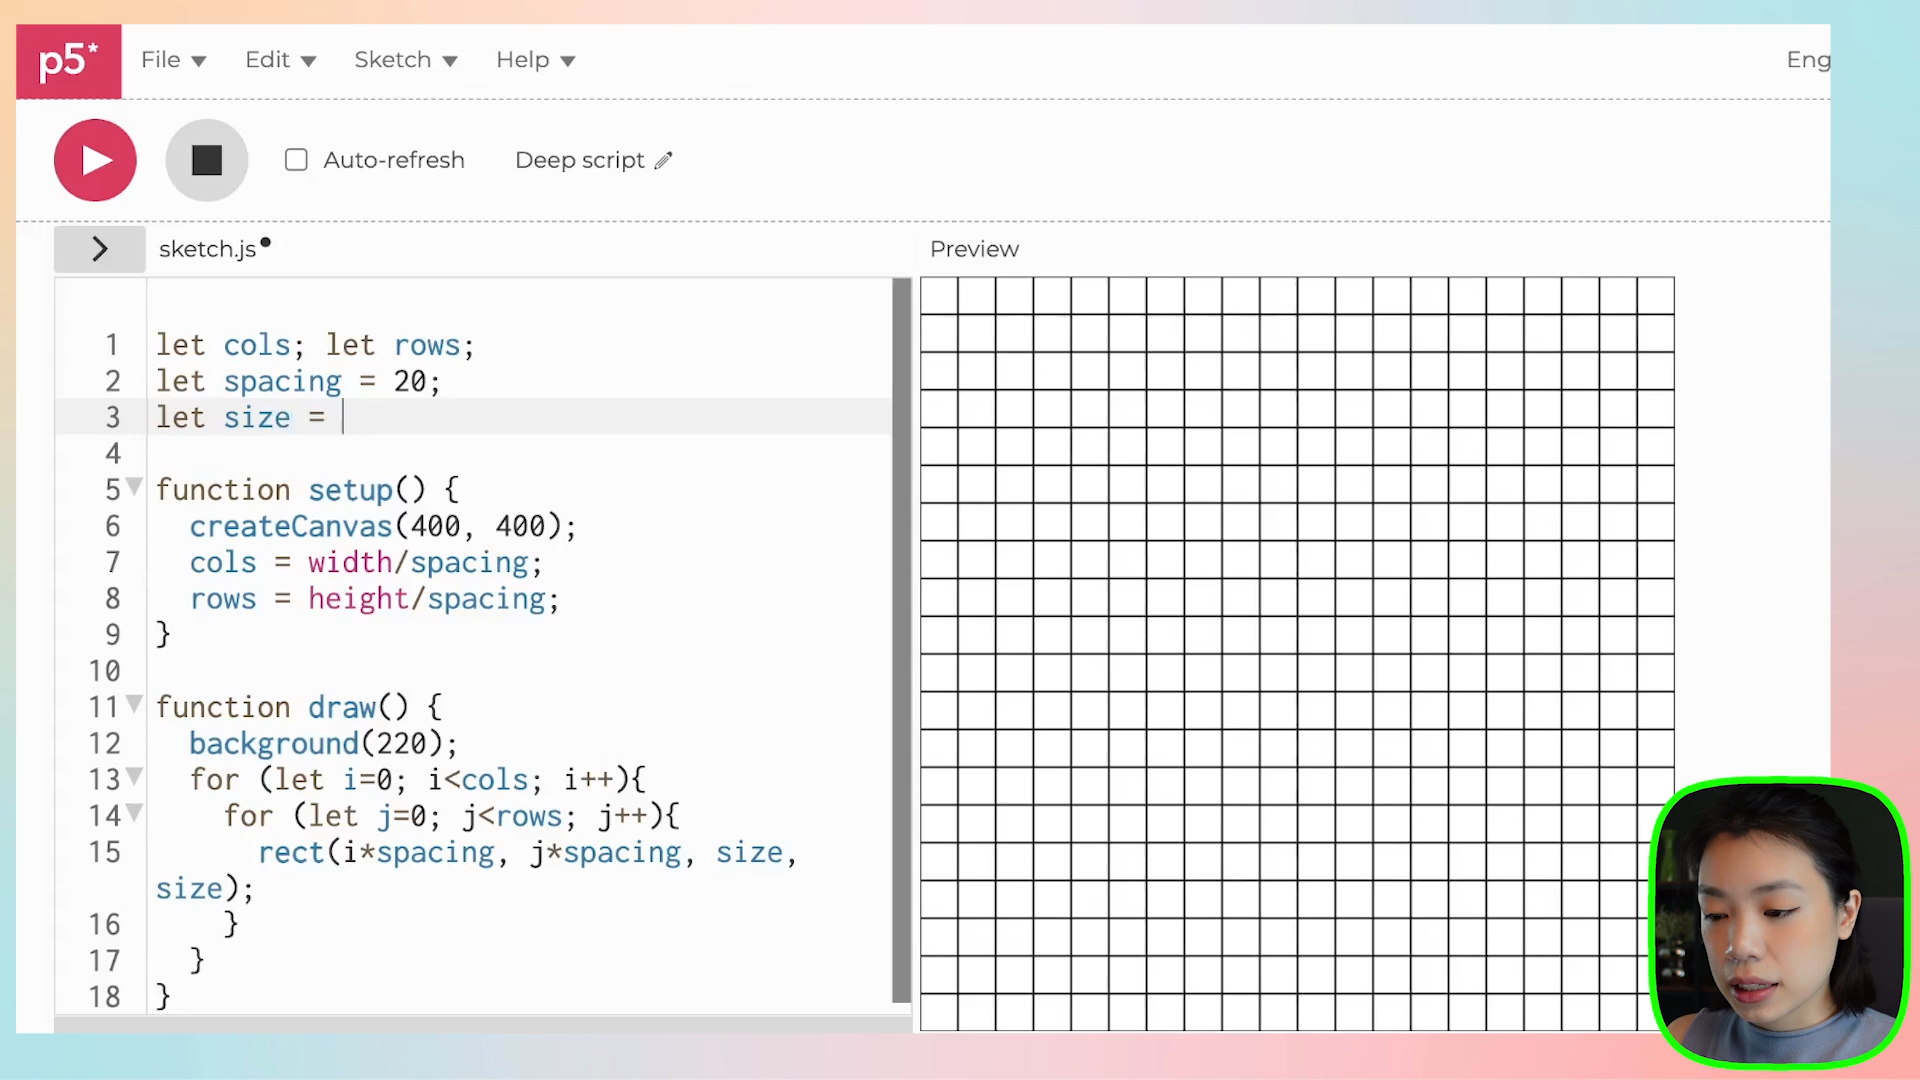 p5* File Edit Sketch Help Eng
Auto-refresh Deep script
sketch.js
Preview
1 let cols; let rows;
2 let spacing = 20;
3 let size =
4
5 function setup() {
6 createCanvas(400, 400);
7 cols = width/spacing;
8 rows = height/spacing;
9 }
10
11 function draw() {
12 background(220);
13 for (let i=0; i<cols; i++){
14 for (let j=0; j<rows; j++){
15 rect(i*spacing, j*spacing, size,
size);
16 }
17 }
18 }